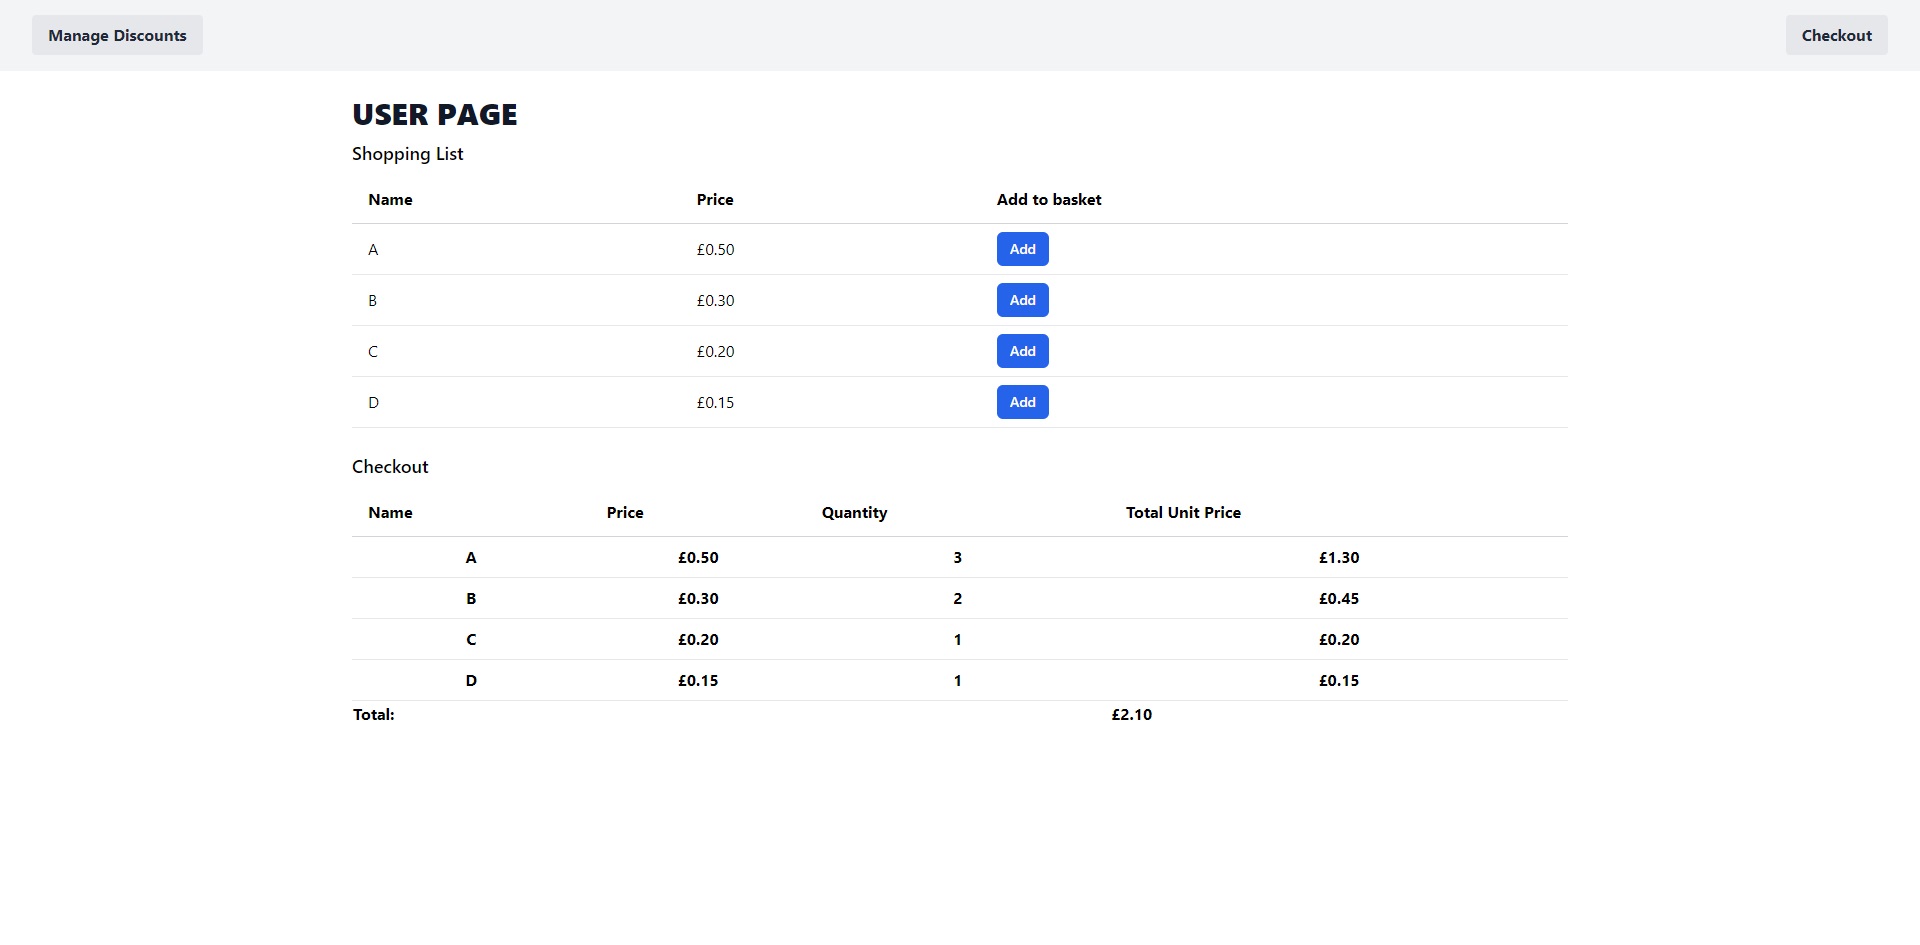 Manage Discounts Checkout
USER PAGE
Shopping List
Name Price Add to basket
A £0.50 Add
B £0.30 Add
C £0.20 Add
D £0.15 Add
Checkout
Name Price Quantity Total Unit Price
A £0.50 3 £1.30
B £0.30 2 £0.45
C £0.20 1 £0.20
D £0.15 1 £0.15
Total: £2.10